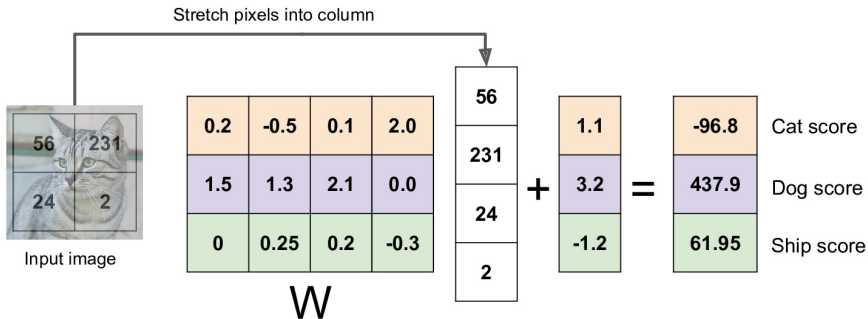 Stretch pixels into column
56 231
24 2
Input image
0.2 -0.5 0.1 2.0
1.5 1.3 2.1 0.0
0 0.25 0.2 -0.3
W
56
231
24
2
+
1.1
3.2
-1.2
=
-96.8 Cat score
437.9 Dog score
61.95 Ship score